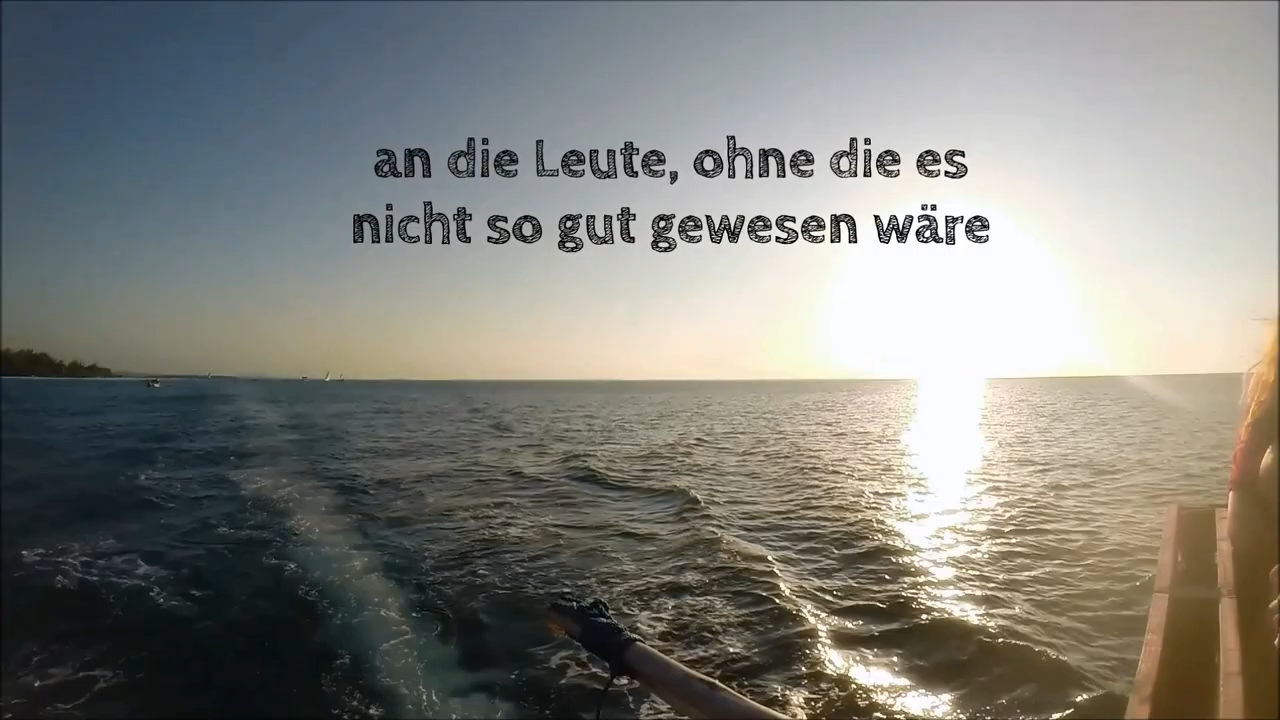 an die Leute, ohne die es
nicht so gut gewesen wäre